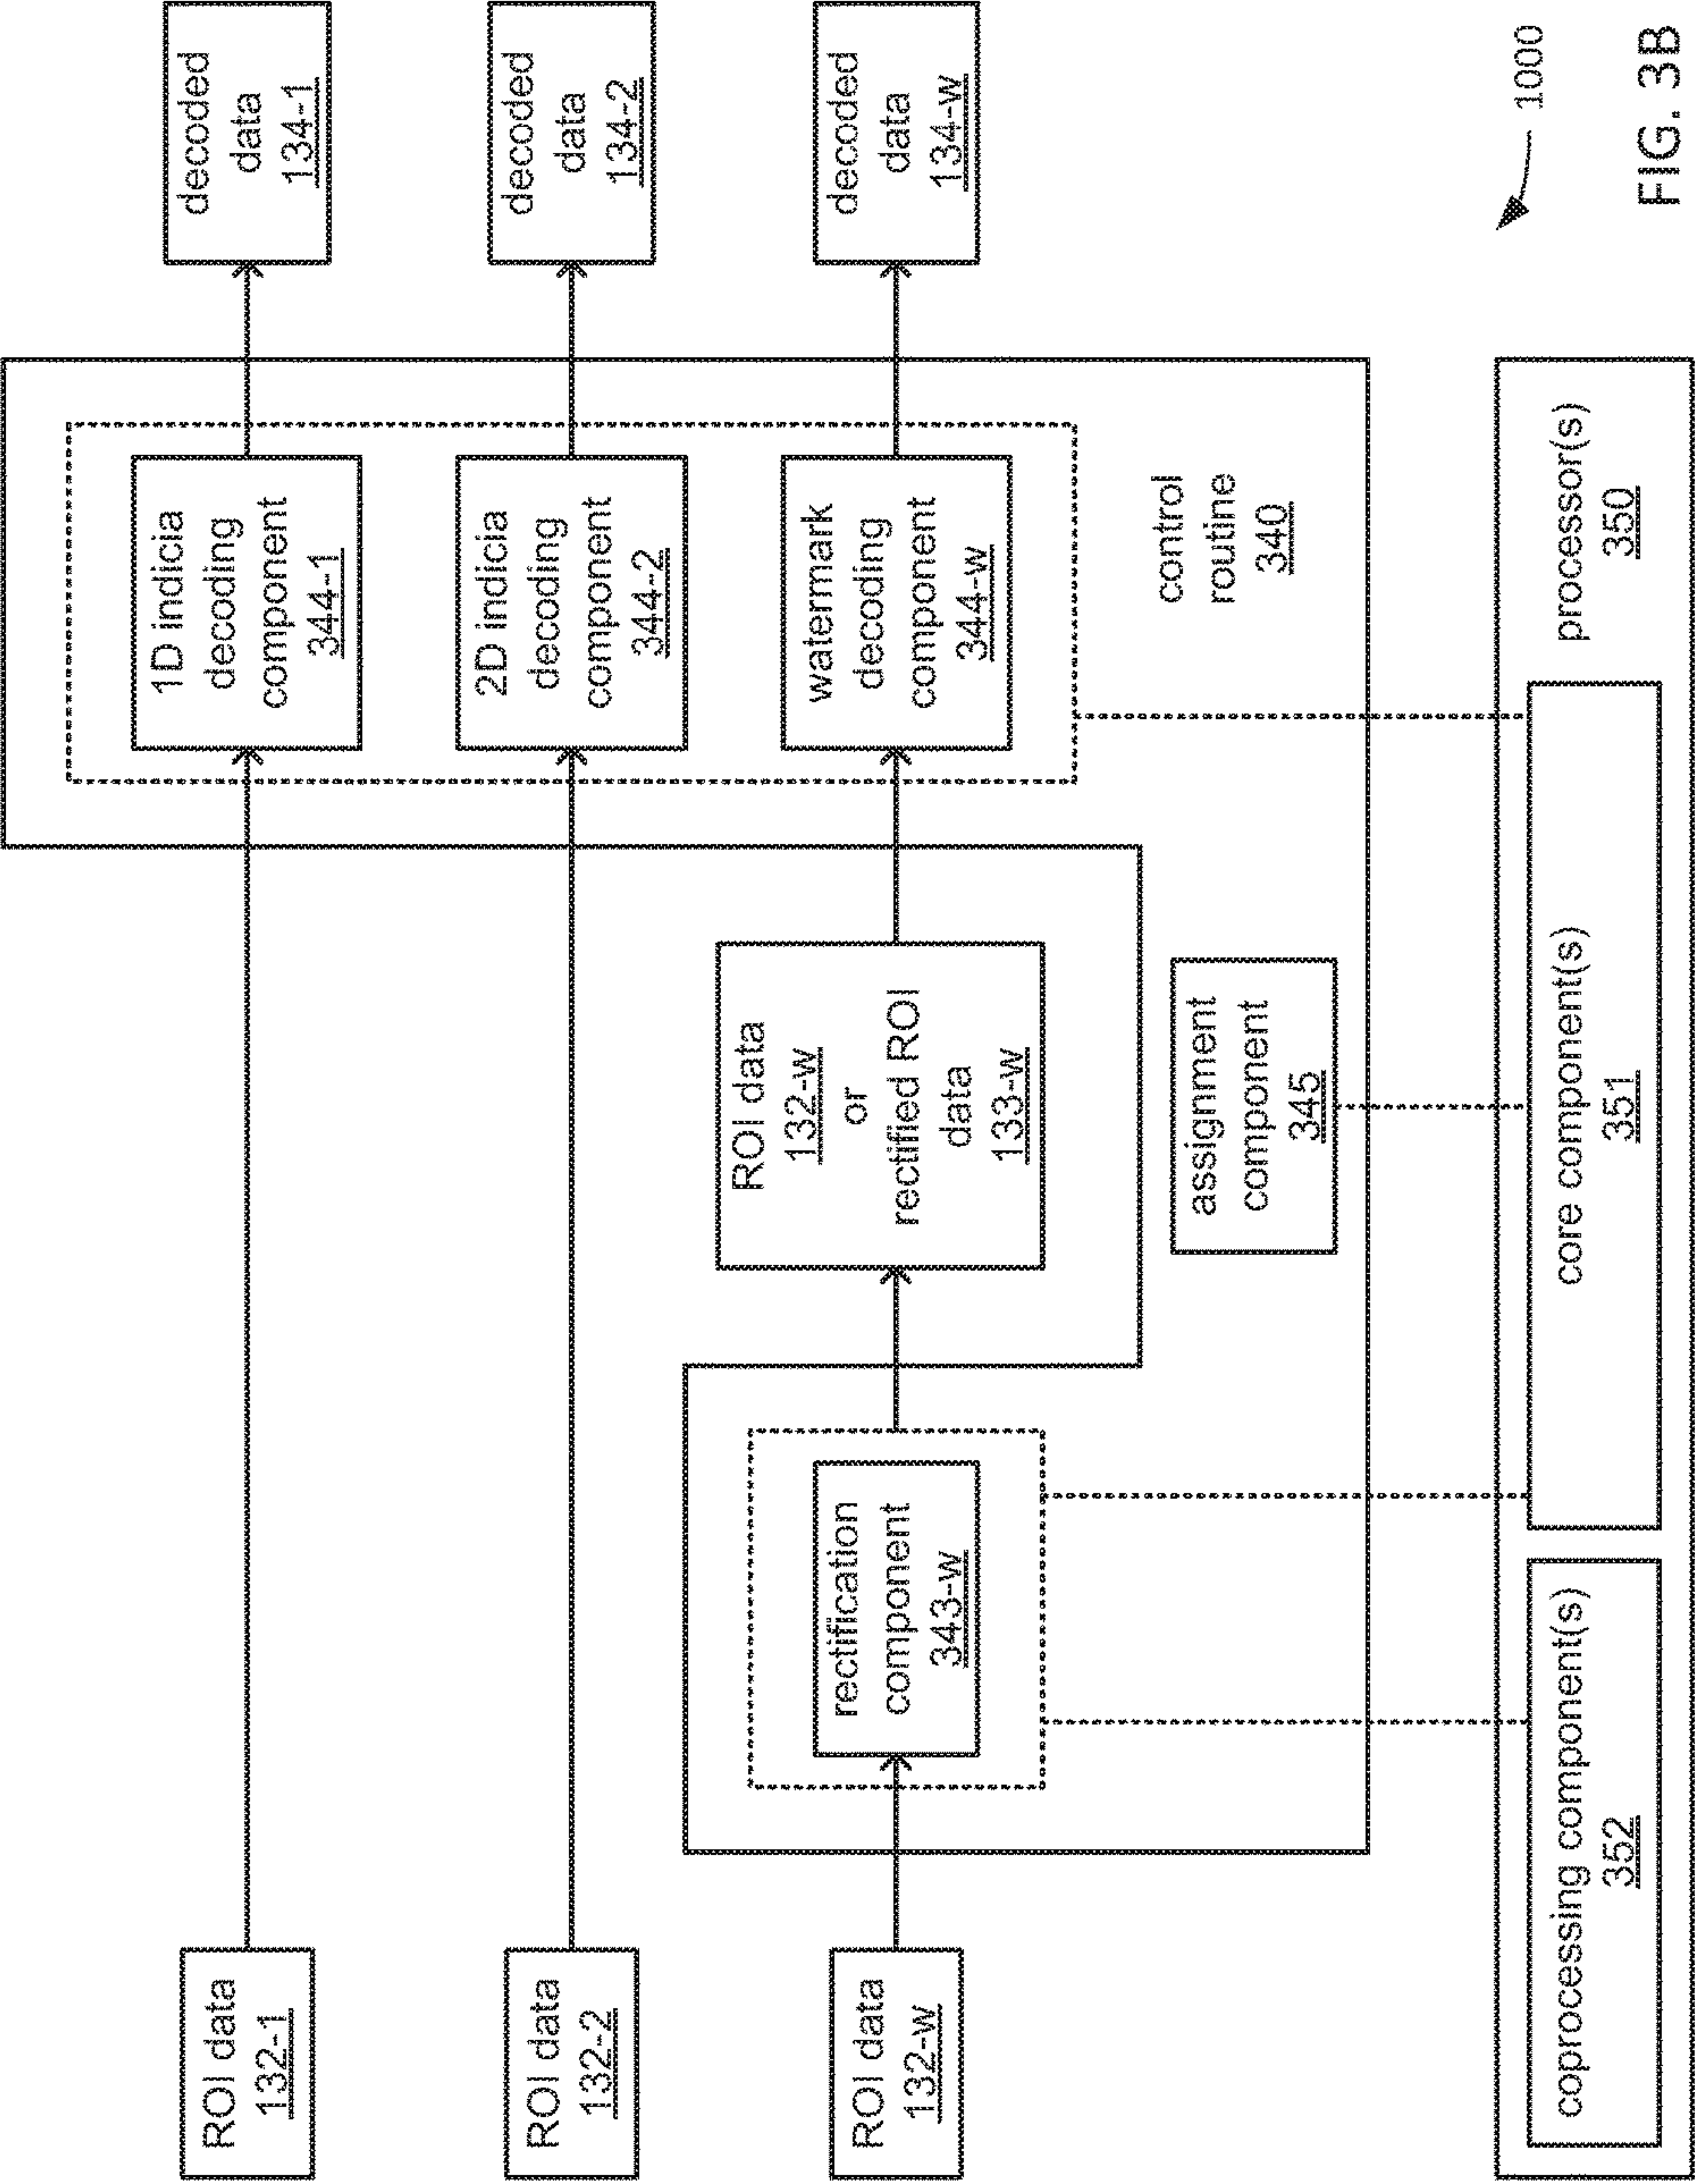 ROI data
132-1
1D indicia
decoding
component
344-1
decoded
data
134-1
ROI data
132-2
2D indicia
decoding
component
344-2
decoded
data
134-2
ROI data
132-w
rectification
component
343-w
ROI data
132-w
or
rectified ROI
data
133-w
watermark
decoding
component
344-w
decoded
data
134-w
assignment
component
345
control
routine
340
coprocessing component(s)
352
core component(s)
351
processor(s)
350
1000
FIG. 3B